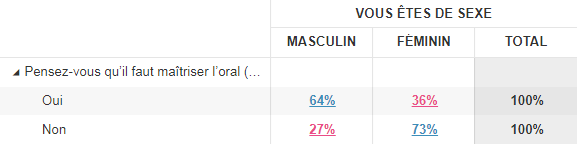 VOUS ÊTES DE SEXE
MASCULIN FÉMININ TOTAL
Pensez-vous qu'il faut maîtriser l'oral (…
Oui 64% 36% 100%
Non 27% 73% 100%